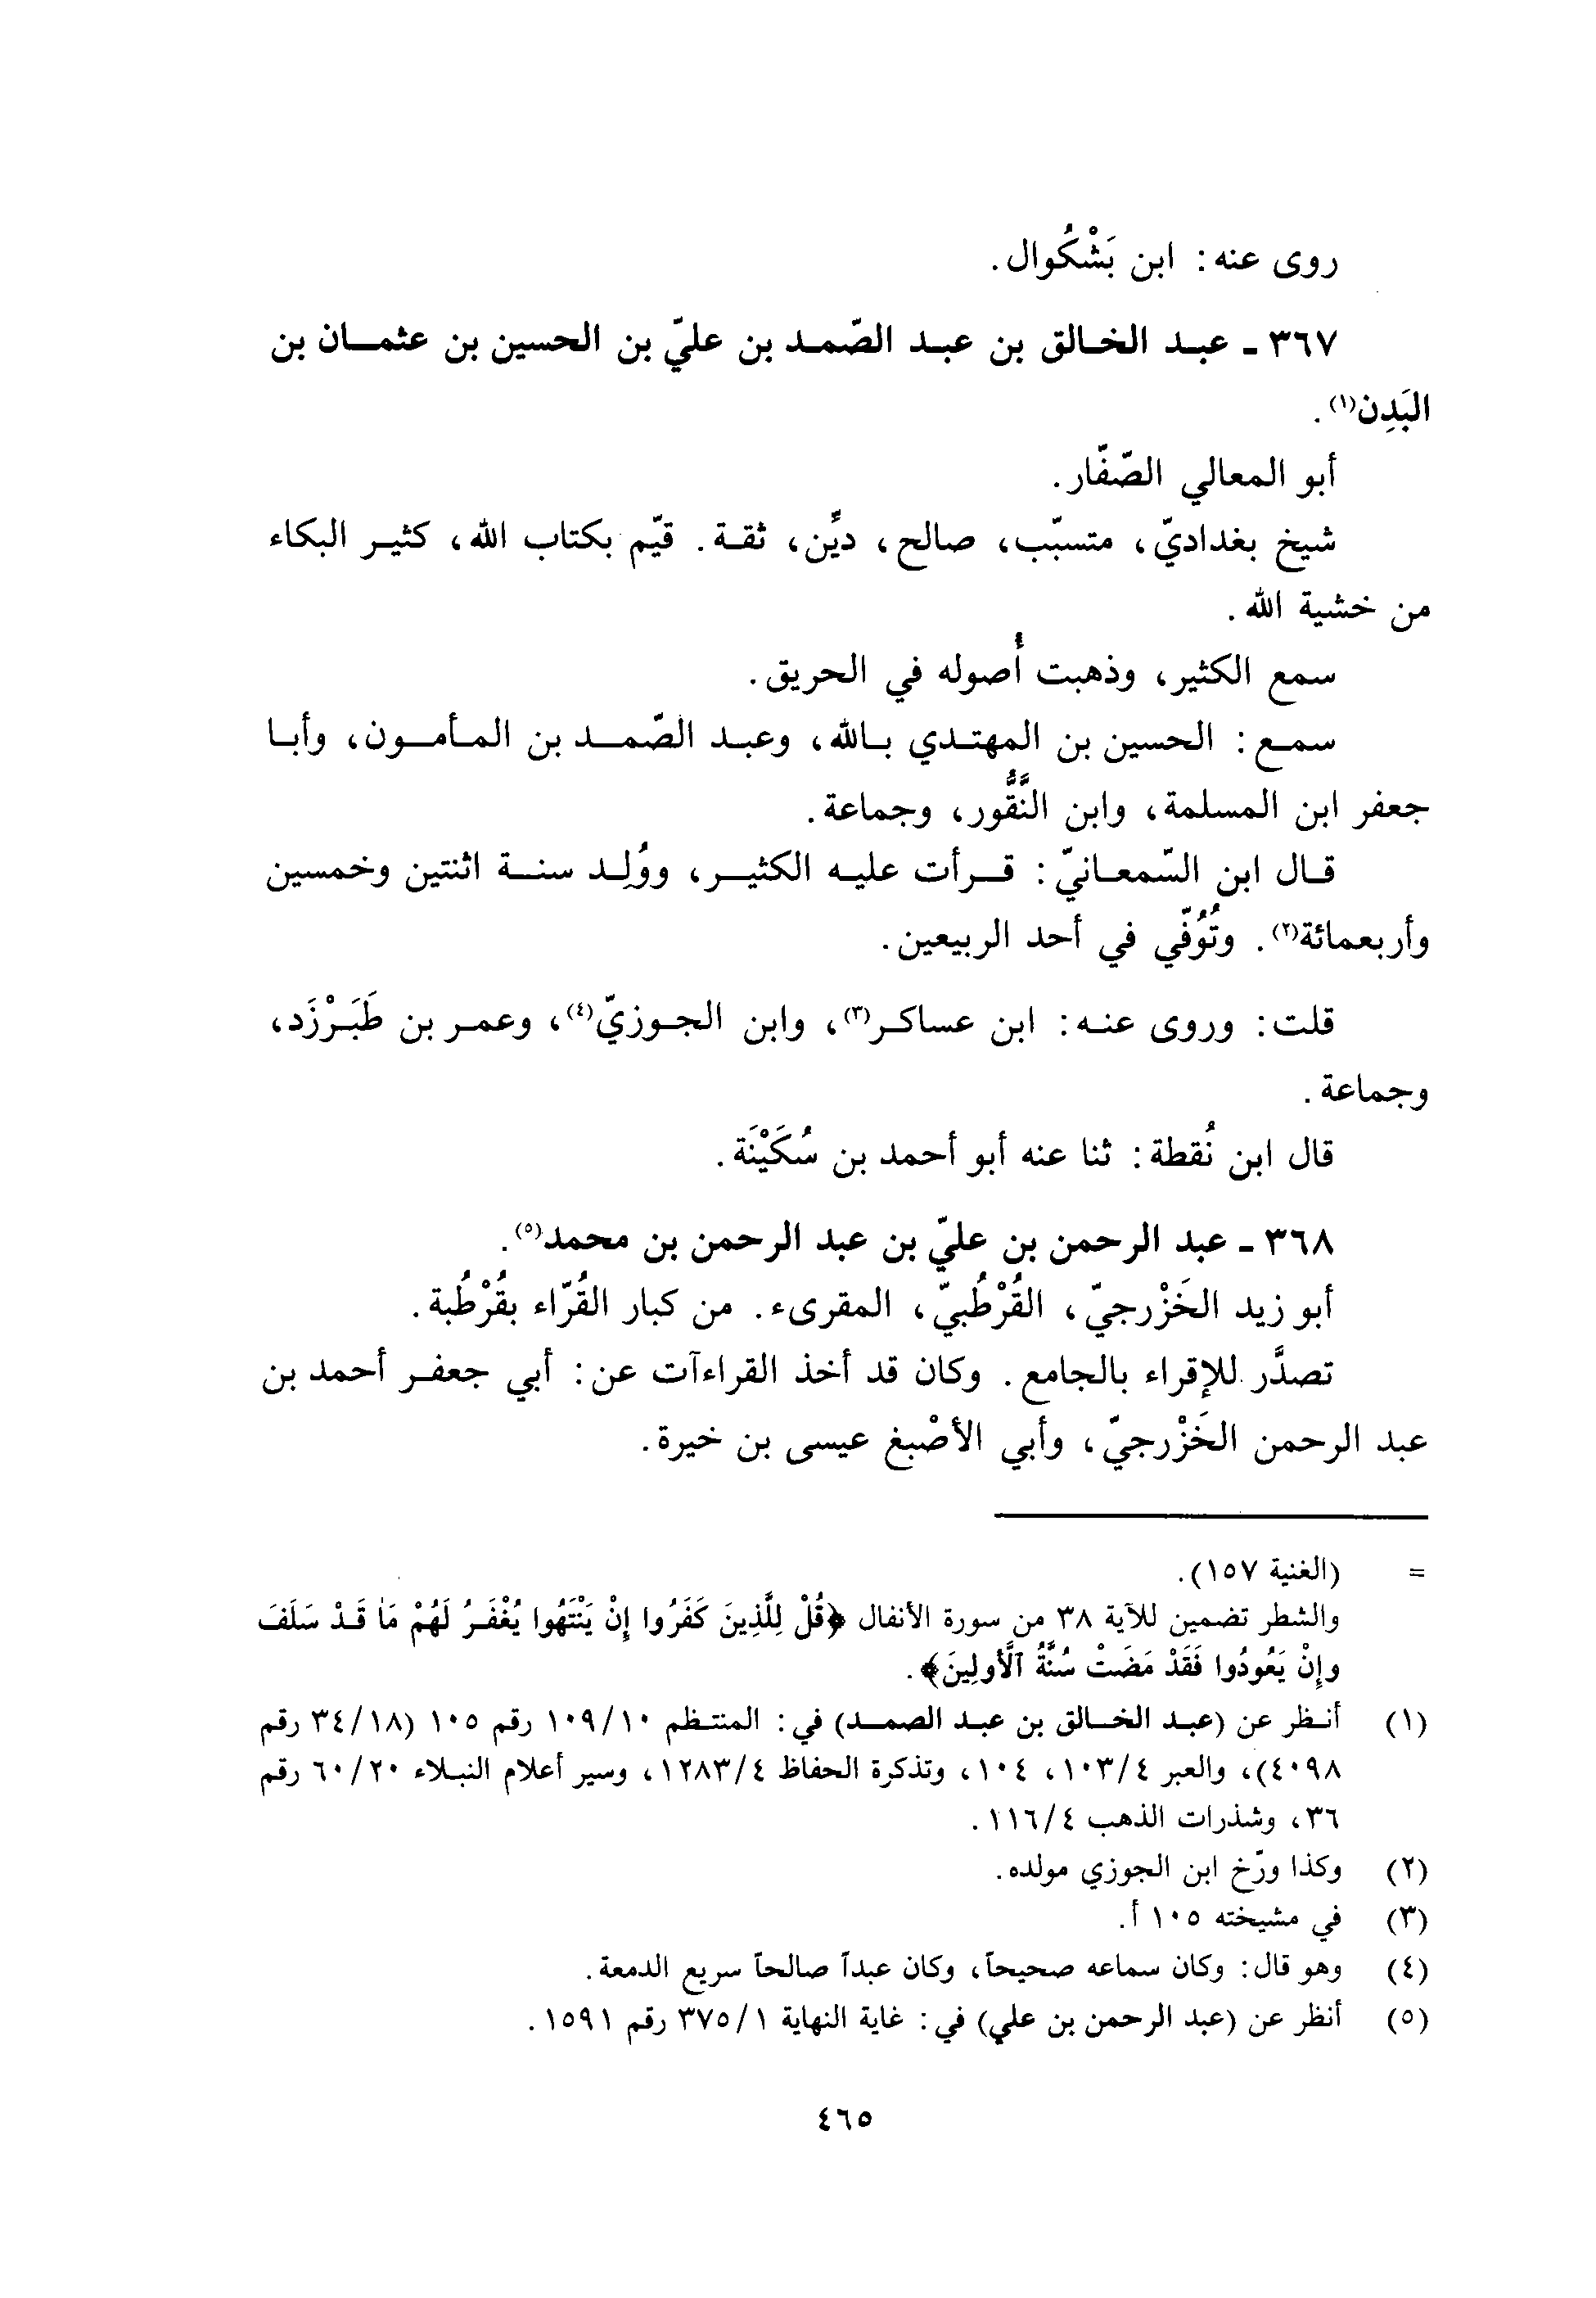 روى عنه: ابن بَشْكُوال.
٣٦٧ ـ عبد الخالق بن عبد الصّمد بن عليّ بن الحسين بن عثمان بن
البَدِن(١).
أبو المعالي الصّفّار.
شيخ بغداديّ، متسبّب، صالح، ديِّن، ثقة. قيّم بكتاب الله، كثير البكاء
من خشية الله.
سمع الكثير، وذهبت أُصوله في الحريق.
سمع: الحسين بن المهتدي بالله، وعبد الصّمد بن المأمون، وأبا
جعفر ابن المسلمة، وابن النَّقُّور، وجماعة.
قال ابن السّمعانيّ: قرأت عليه الكثير، ووُلِد سنة اثنتين وخمسين
وأربعمائة(٢). وتُوُفّي في أحد الربيعين.
قلت: وروى عنه: ابن عساكر(٣)، وابن الجوزيّ(٤)، وعمر بن طَبَرْزَد،
وجماعة.
قال ابن نُقطة: ثنا عنه أبو أحمد بن سُكَيْنَة.
٣٦٨ ـ عبد الرحمن بن عليّ بن عبد الرحمن بن محمد(٥).
أبو زيد الخَزْرجيّ، القُرْطُبيّ، المقرىء. من كبار القُرّاء بقُرْطُبة.
تصدَّر للإقراء بالجامع. وكان قد أخذ القراءآت عن: أبي جعفر أحمد بن
عبد الرحمن الخَزْرجيّ، وأبي الأصْبغ عيسى بن خيرة.
= (الغنية ١٥٧).
والشطر تضمين للآية ٣٨ من سورة الأنفال ﴿قُلْ لِلَّذِينَ كَفَرُوا إِنْ يَنْتَهُوا يُغْفَرُ لَهُمْ مَا قَدْ سَلَفَ
وإِنْ يَعُودُوا فَقَدْ مَضَتْ سُنَّةُ آلأَولِينَ﴾.
(١) أنظر عن (عبد الخالق بن عبد الصمد) في: المنتظم ١٠٩/١٠ رقم ١٠٥ (٣٤/١٨ رقم
٤٠٩٨)، والعبر ١٠٣/٤، ١٠٤، وتذكرة الحفاظ ١٢٨٣/٤، وسير أعلام النبلاء ٦٠/٢٠ رقم
٣٦، وشذرات الذهب ١١٦/٤.
(٢) وكذا ورّخ ابن الجوزي مولده.
(٣) في مشيخته ١٠٥ أ.
(٤) وهو قال: وكان سماعه صحيحاً، وكان عبداً صالحاً سريع الدمعة.
(٥) أنظر عن (عبد الرحمن بن علي) في: غاية النهاية ٣٧٥/١ رقم ١٥٩١.
٤٦٥